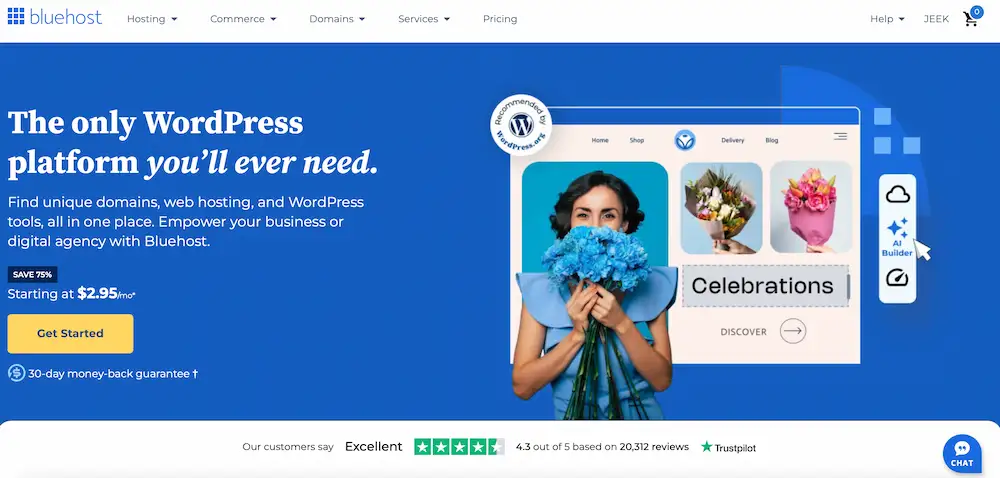 bluehost
Hosting
Commerce
Domains
Services
Pricing
Help
JEEK
0
The only WordPress
platform you'll ever need.
Find unique domains, web hosting, and WordPress
tools, all in one place. Empower your business or
digital agency with Bluehost.
SAVE 75%
Starting at $2.95/mo*
Get Started
30-day money-back guarantee †
Recommended by
WordPress.org
Home
Shop
Delivery
Blog
Celebrations
DISCOVER
AI
Builder
Our customers say Excellent 4.3 out of 5 based on 20,312 reviews Trustpilot
CHAT